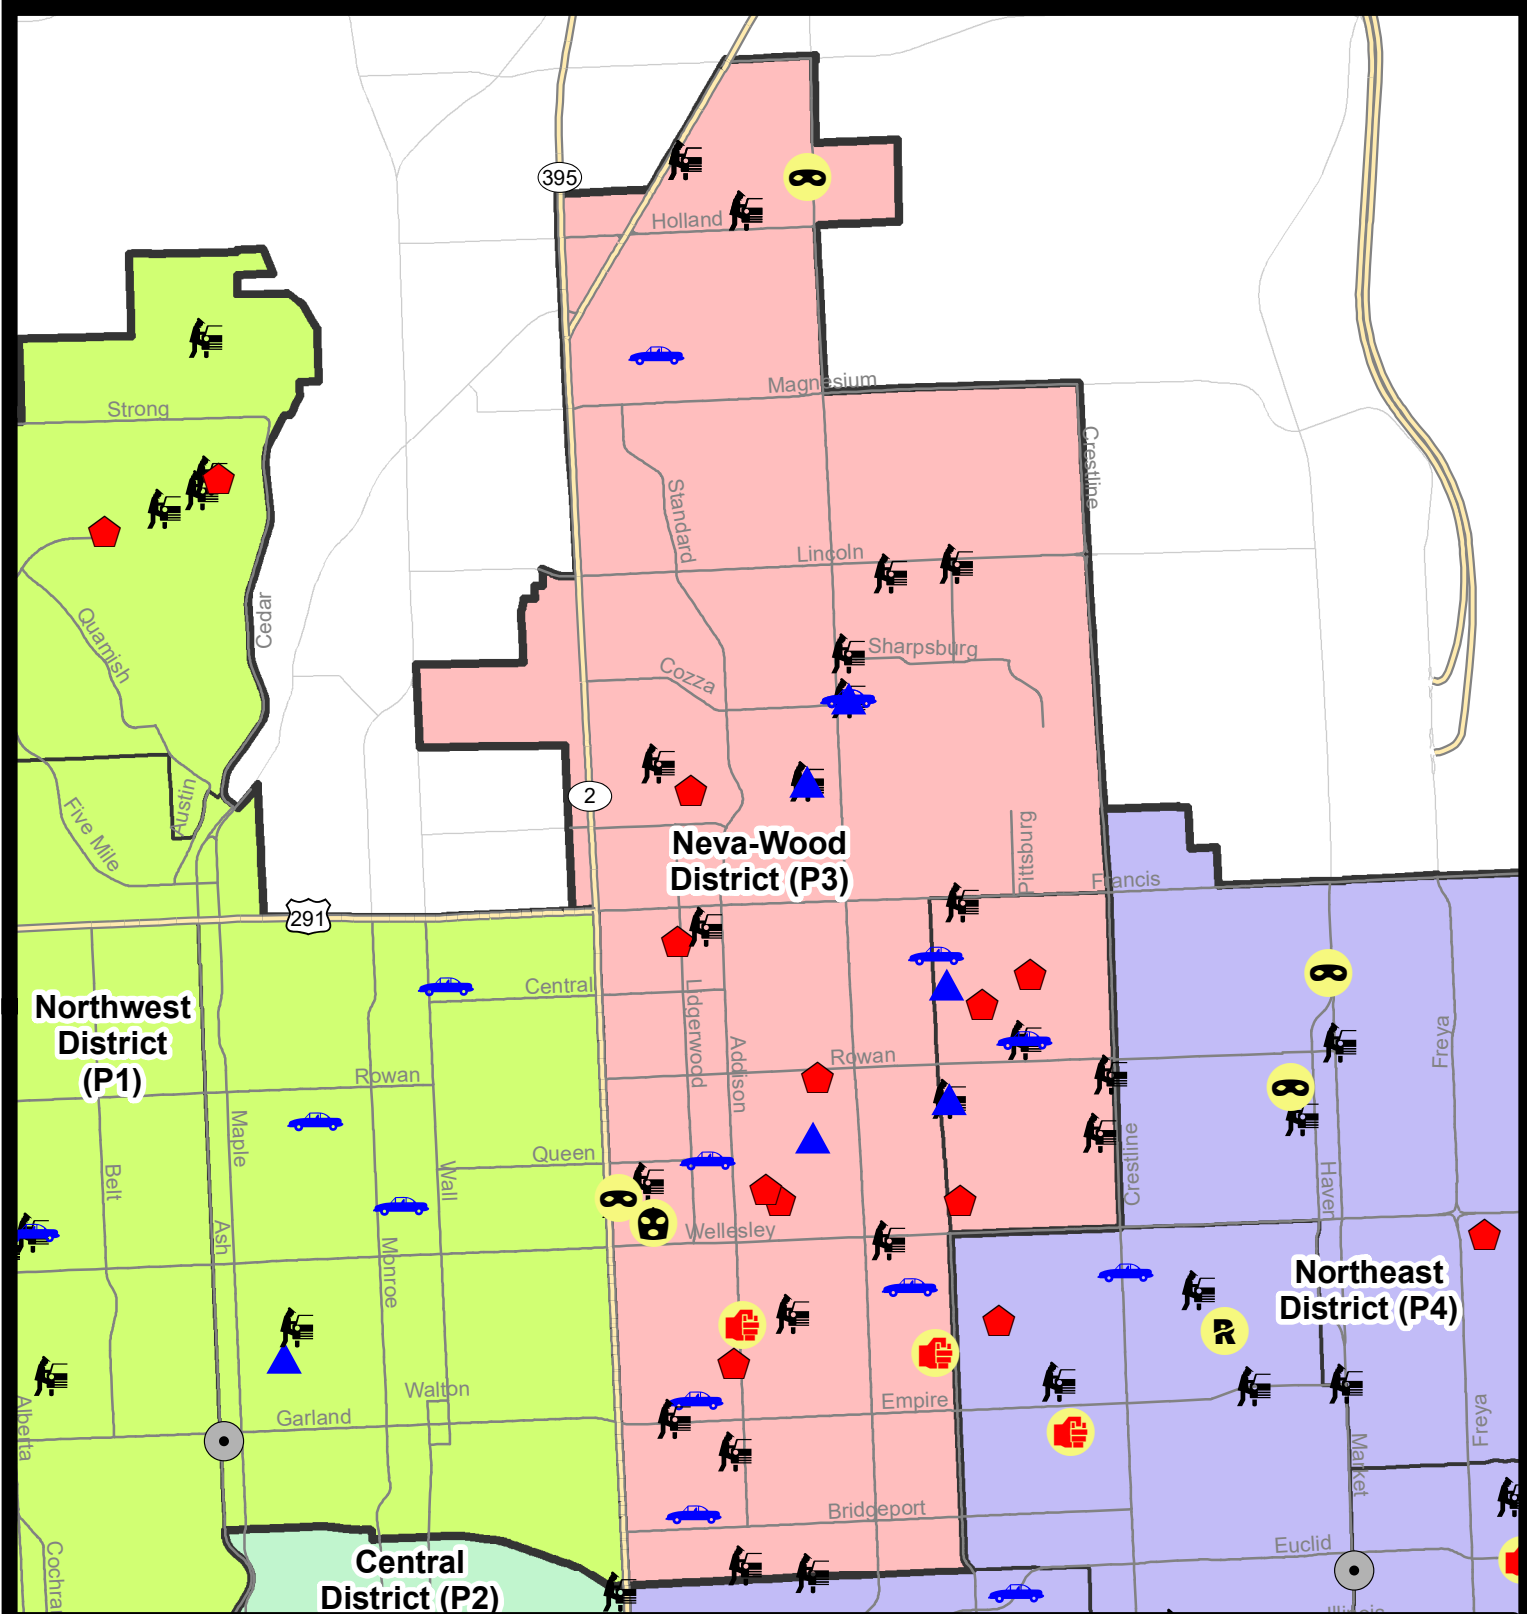 395
Holland
Magnesium
Strong
Crestline
Standard
Lincoln
Quamish
Cedar
Sharpsburg
Cozza
Five Mile
Austin
2
Neva-Wood
District (P3)
Pittsburg
Francis
291
Central
Lidgerwood
Northwest
District
(P1)
Freya
Addison
Rowan
Rowan
Maple
Queen
Wall
Belt
Crestline
Haven
Ash
Wellesley
Monroe
Northeast
District (P4)
Walton
Empire
Garland
Alberta
Freya
Market
Bridgeport
Euclid
Central
District (P2)
Cochra
Illinois